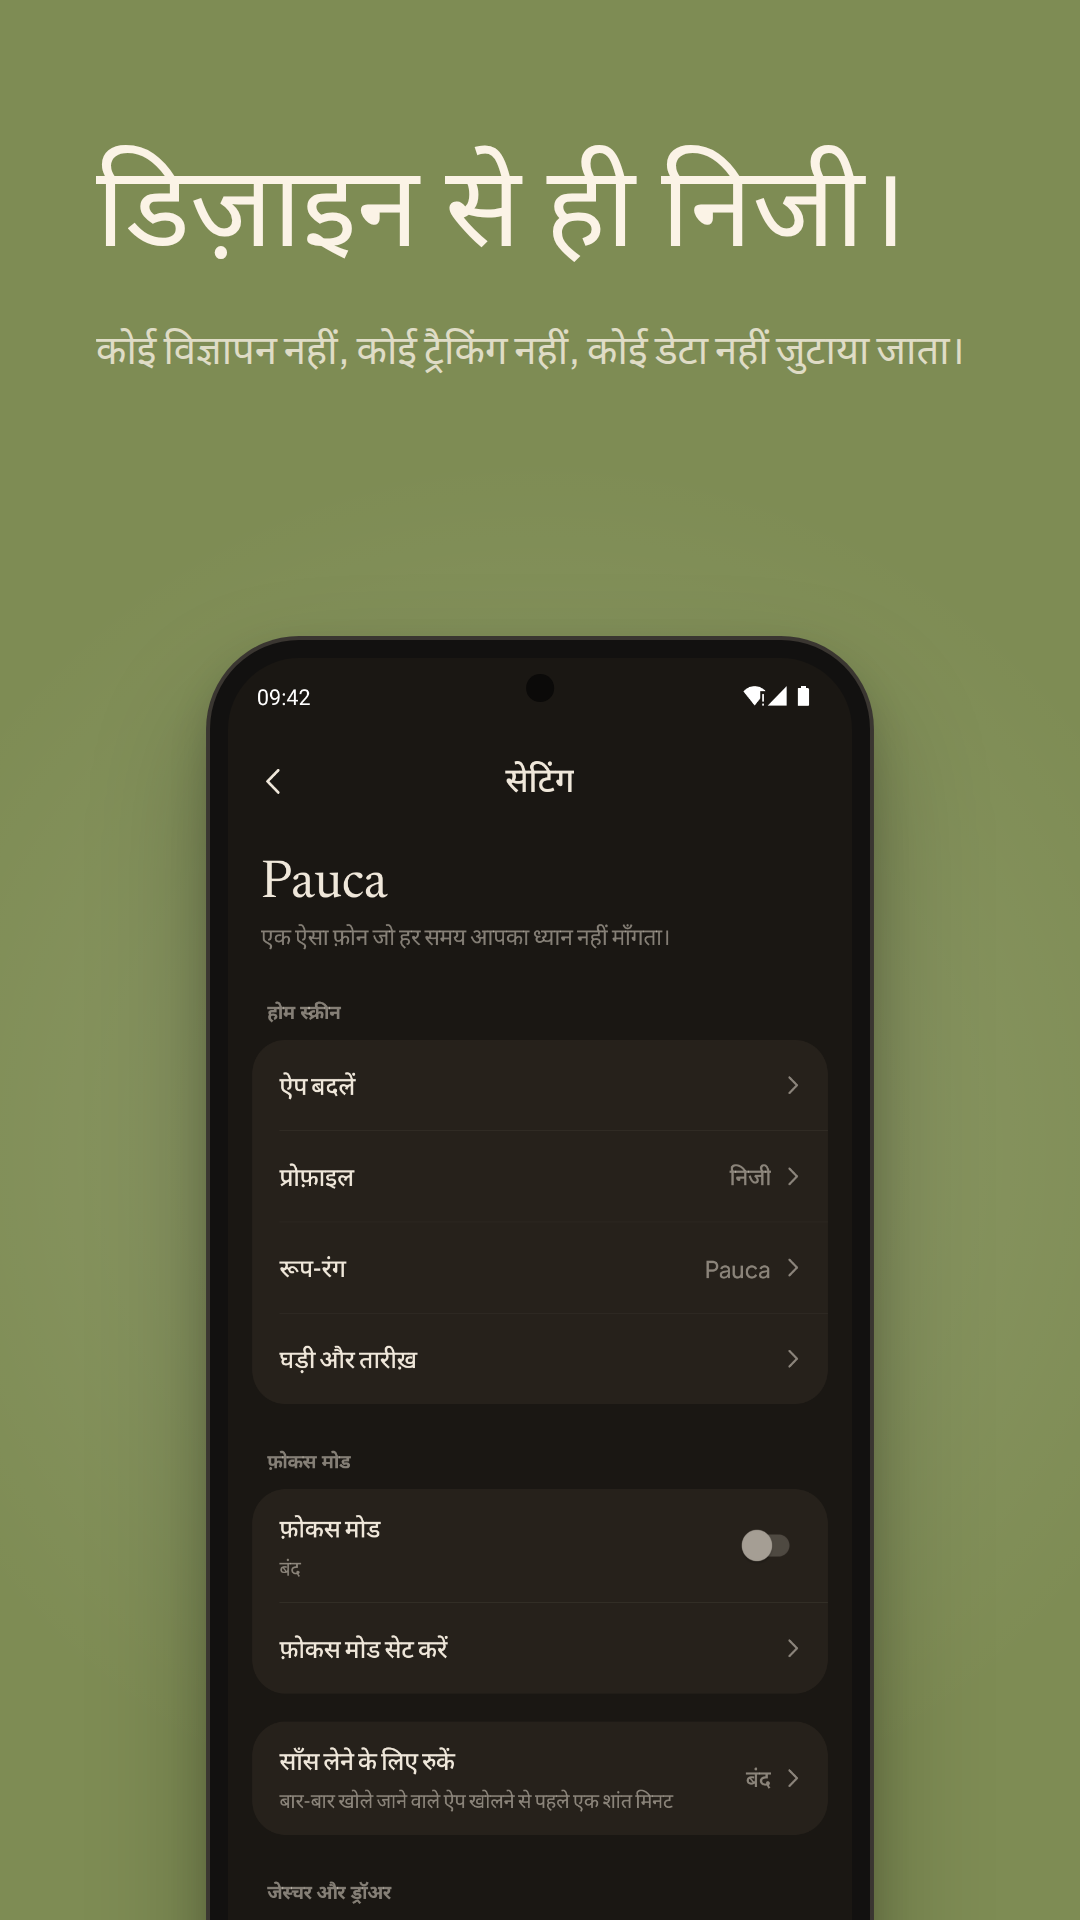 डिज़ाइन से ही निजी।
कोई विज्ञापन नहीं, कोई ट्रैकिंग नहीं, कोई डेटा नहीं जुटाया जाता।
09:42
सेटिंग
Pauca
एक ऐसा फ़ोन जो हर समय आपका ध्यान नहीं माँगता।
होम स्क्रीन
ऐप बदलें
प्रोफ़ाइल निजी
रूप-रंग Pauca
घड़ी और तारीख़
फ़ोकस मोड
फ़ोकस मोड
बंद
फ़ोकस मोड सेट करें
साँस लेने के लिए रुकें
बंद
बार-बार खोले जाने वाले ऐप खोलने से पहले एक शांत मिनट
जेस्चर और ड्रॉअर